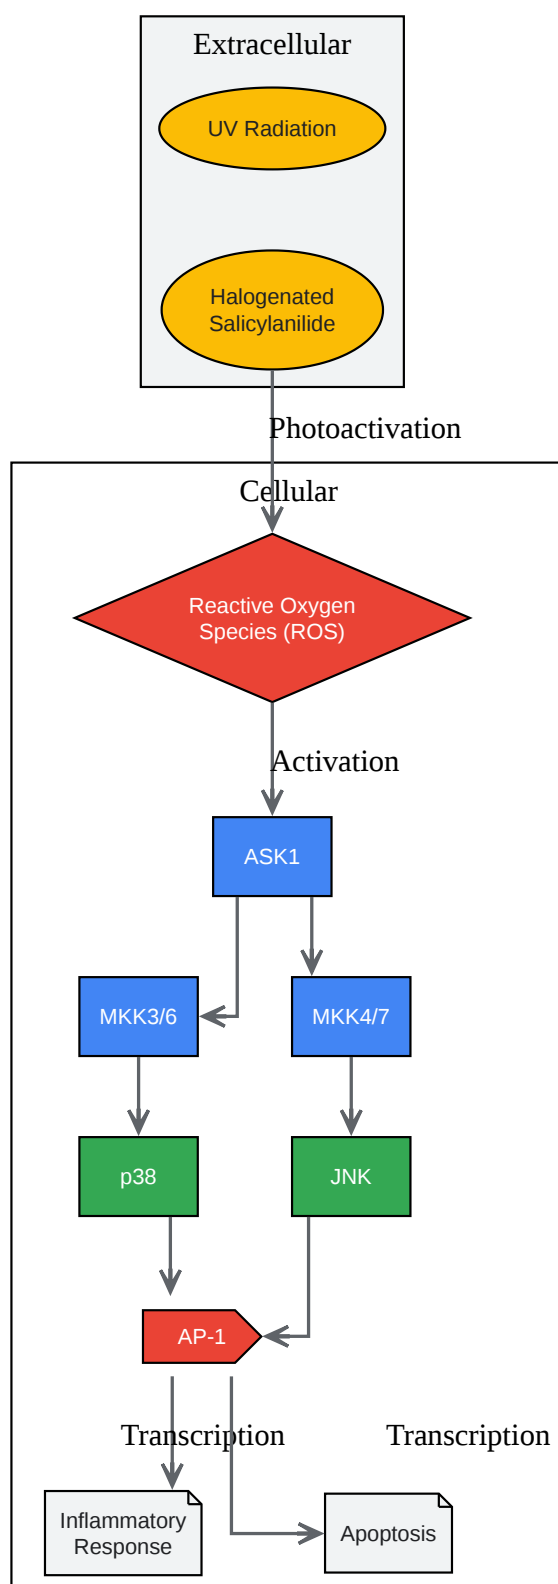 Extracellular
UV Radiation
Halogenated
Salicylanilide
Photoactivation
Cellular
Reactive Oxygen
Species (ROS)
Activation
ASK1
MKK3/6
MKK4/7
p38
JNK
AP-1
Transcription
Transcription
Inflammatory
Response
Apoptosis